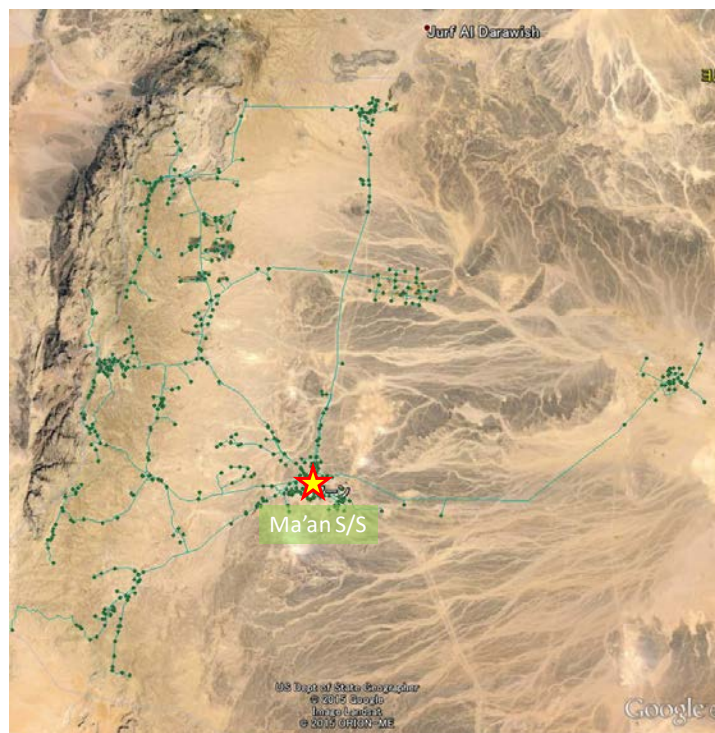 Jurf Al Darawish
Ma'an S/S
US Dept of State Geographer
© 2015 Google
Image Landsat
© 2015 ORION-ME
Google